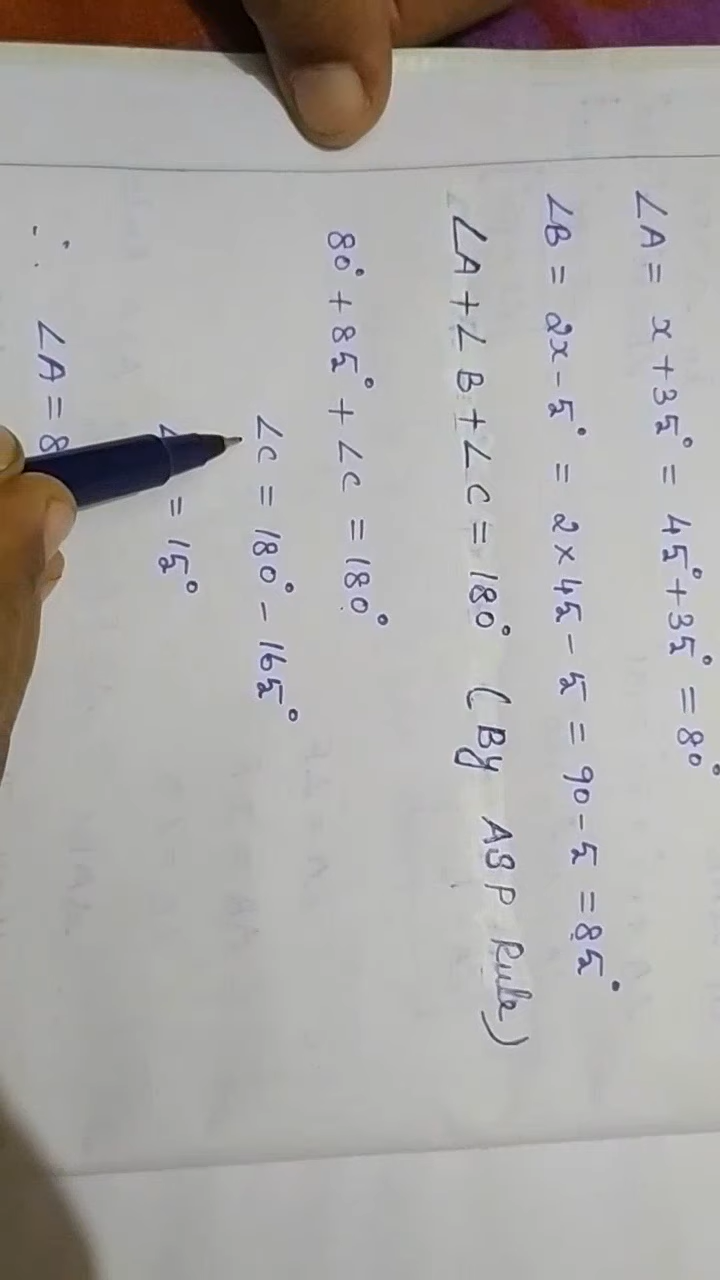 ∠A = x + 35° = 45° + 35° = 80°
∠B = 2x - 5° = 2 × 45 - 5 = 90 - 5 = 85°
∠A + ∠B + ∠C = 180° (By ASP Rule)
80° + 85° + ∠C = 180°
∠C = 180° - 165°
∠ = 15°
∴ ∠A = 8